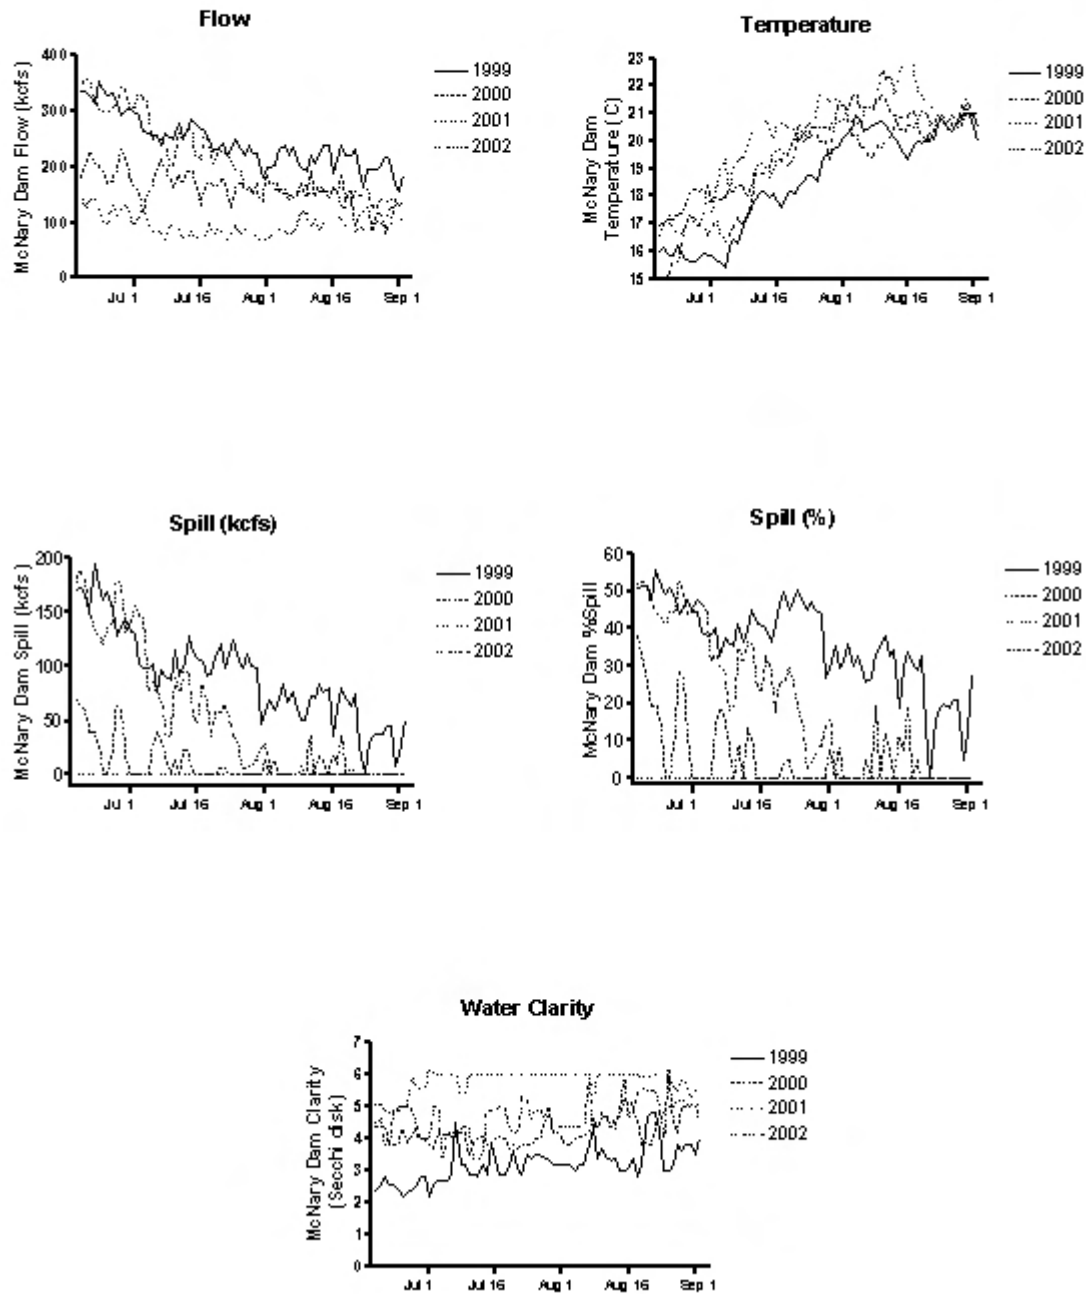 Flow
400
300
200
100
0
McNary Dam Flow (kcfs)
Jul 1
Jul 16
Aug 1
Aug 16
Sep 1
1999
2000
2001
2002
Temperature
23
22
21
20
19
18
17
16
15
McNary Dam
Temperature (C)
Jul 1
Jul 16
Aug 1
Aug 16
Sep 1
1999
2000
2001
2002
Spill (kcfs)
200
150
100
50
0
McNary Dam Spill (kcfs)
Jul 1
Jul 16
Aug 1
Aug 16
Sep 1
1999
2000
2001
2002
Spill (%)
60
50
40
30
20
10
0
McNary Dam %Spill
Jul 1
Jul 16
Aug 1
Aug 16
Sep 1
1999
2000
2001
2002
Water Clarity
7
6
5
4
3
2
1
0
McNary Dam Clarity
(Secchi disk)
Jul 1
Jul 16
Aug 1
Aug 16
Sep 1
1999
2000
2001
2002